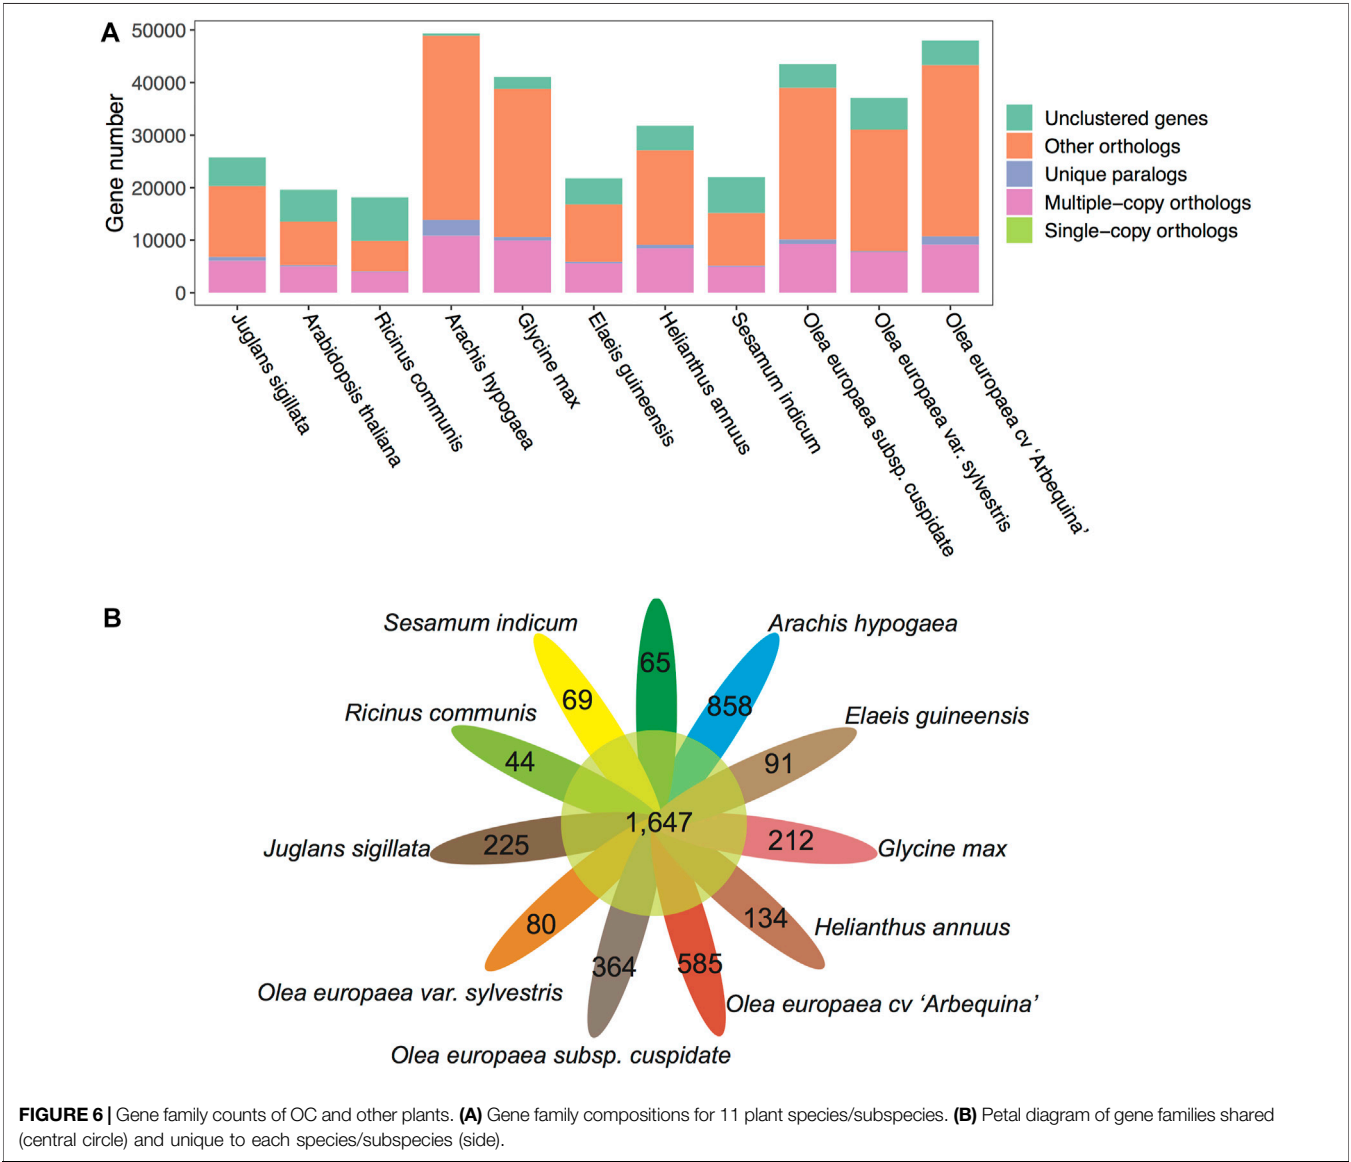 A
50000
40000
30000
20000
10000
0
Gene number
Unclustered genes
Other orthologs
Unique paralogs
Multiple−copy orthologs
Single−copy orthologs
Juglans sigillata
Arabidopsis thaliana
Ricinus communis
Arachis hypogaea
Glycine max
Elaeis guineensis
Helianthus annuus
Sesamum indicum
Olea europaea subsp. cuspidate
Olea europaea var. sylvestris
Olea europaea cv ‘Arbequina’
B
Sesamum indicum
Arachis hypogaea
65
69
858
Ricinus communis
Elaeis guineensis
44
91
1,647
Juglans sigillata
225
212
Glycine max
80
134
Helianthus annuus
364
585
Olea europaea var. sylvestris
Olea europaea cv ‘Arbequina’
Olea europaea subsp. cuspidate
FIGURE 6 | Gene family counts of OC and other plants. (A) Gene family compositions for 11 plant species/subspecies. (B) Petal diagram of gene families shared
(central circle) and unique to each species/subspecies (side).